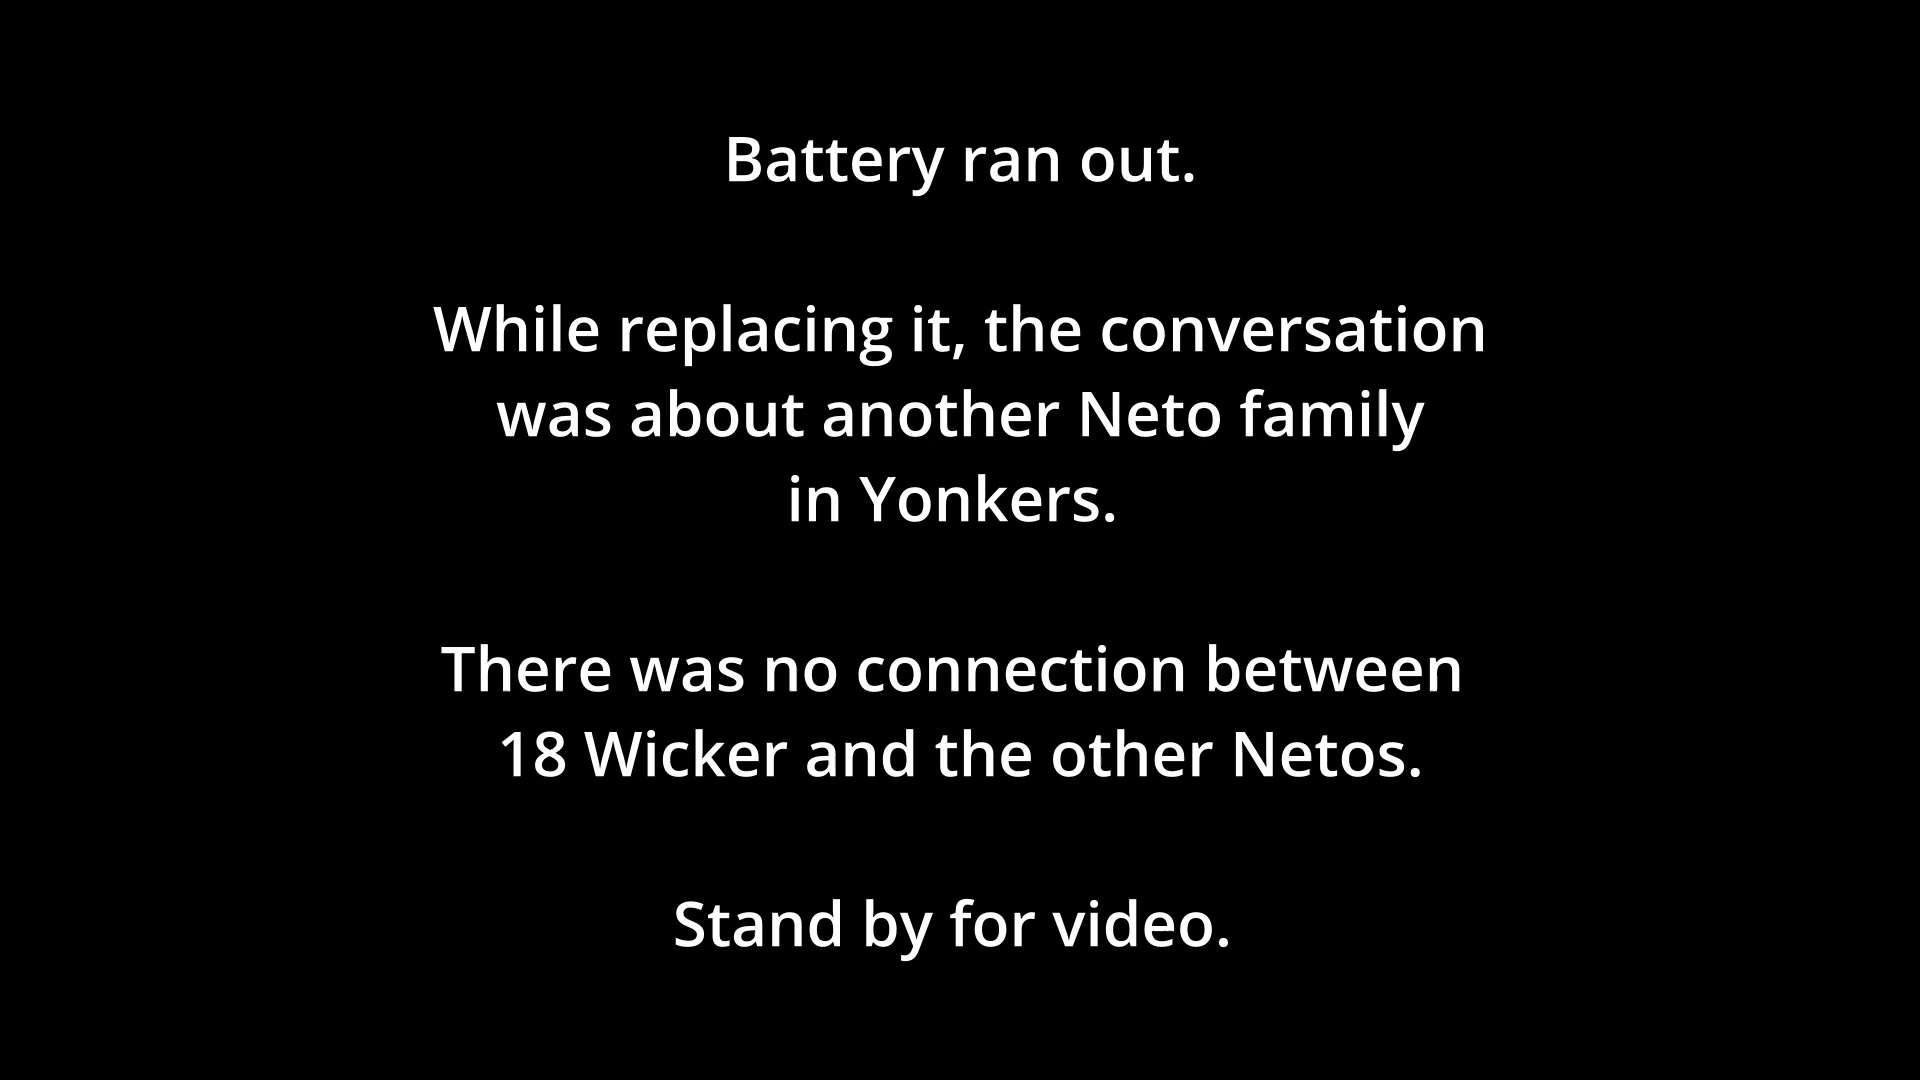 Battery ran out.
While replacing it, the conversation
was about another Neto family
in Yonkers.
There was no connection between
18 Wicker and the other Netos.
Stand by for video.